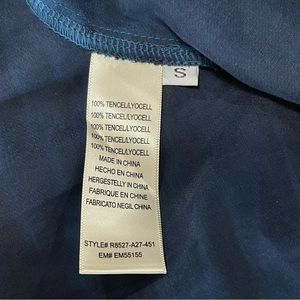 S
100% TENCEL/LYOCELL
100% TENCEL/LYOCELL
100% TENCEL/LYOCELL
100% TENCEL/LYOCELL
100% TENCEL/LYOCELL
MADE IN CHINA
HECHO EN CHINA
HERGESTELLY IN CHINA
FABRIQUE EN CHINE
FABRICATO NEGIL CHINA
STYLE# R8527-A27-451
EM# EM55155